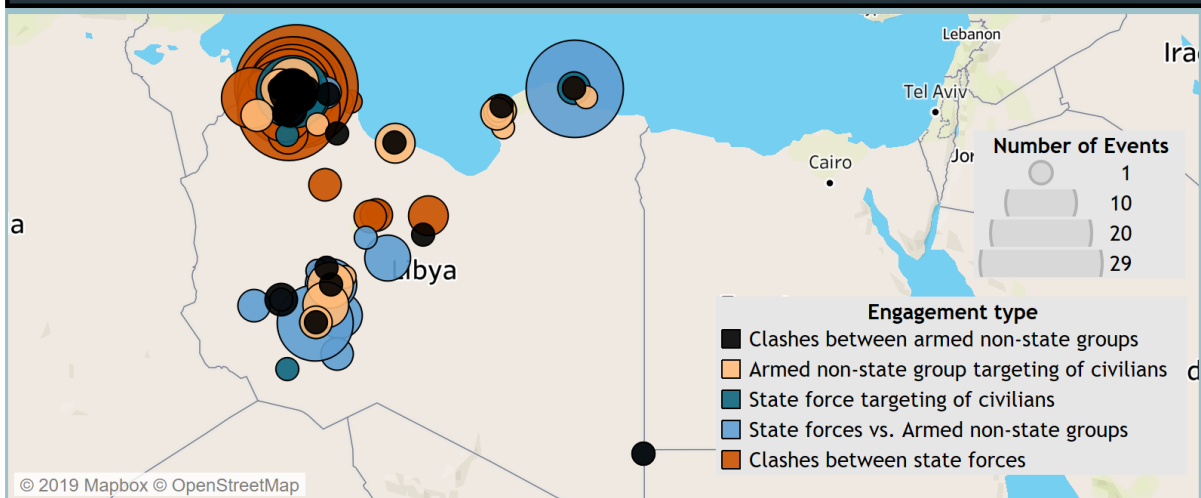 Lebanon
Ira
Tel Aviv
Number of Events
Cairo
Jor
1
10
20
29
a
Libya
Engagement type
Clashes between armed non-state groups
Armed non-state group targeting of civilians
State force targeting of civilians
d
State forces vs. Armed non-state groups
Clashes between state forces
© 2019 Mapbox © OpenStreetMap